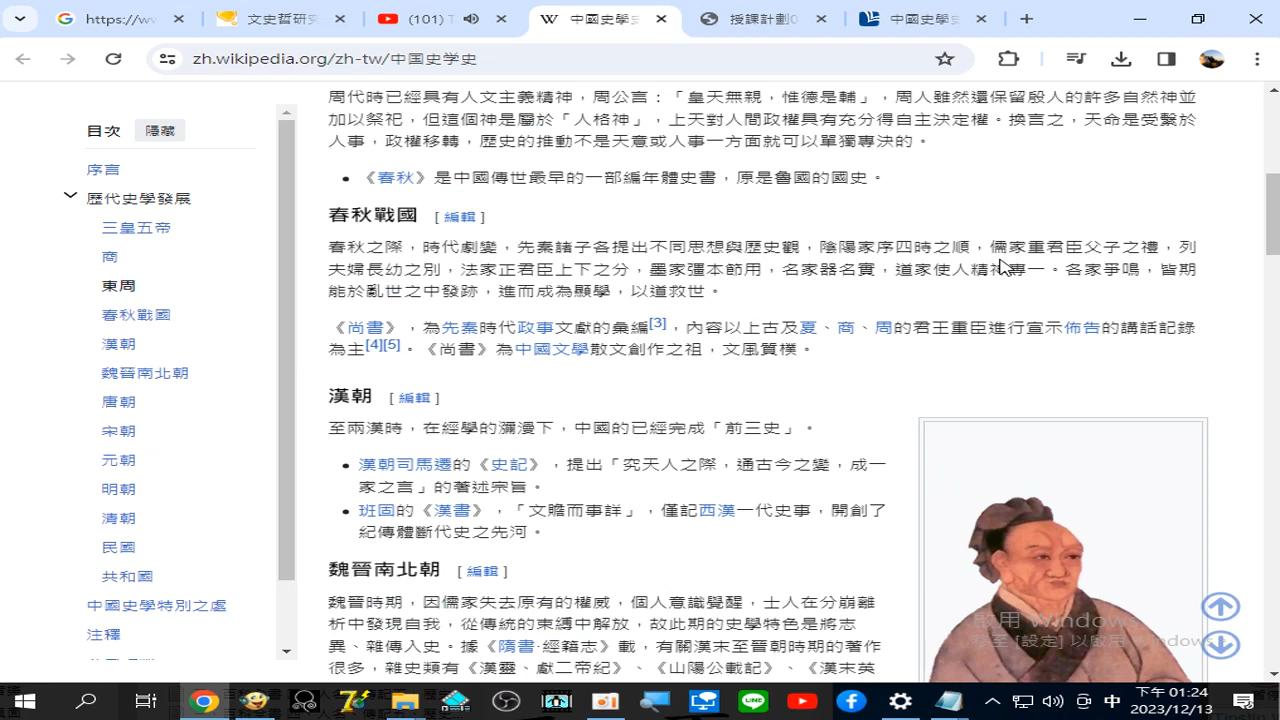 https://w
文史哲研究
(101) T
中國史學
授課計劃0
中國史學
zh.wikipedia.org/zh-tw/中国史学史
目次 隱藏
序言
歷代史學發展
三皇五帝
商
東周
春秋戰國
漢朝
魏晉南北朝
唐朝
宋朝
元朝
明朝
清朝
民國
共和國
中國史學特別之處
注釋
周代時已經具有人文主義精神，周公言：「皇天無親，惟德是輔」，周人雖然還保留殷人的許多自然神並
加以祭祀，但這個神是屬於「人格神」，上天對人間政權具有充分得自主決定權。換言之，天命是受繫於
人事，政權移轉，歷史的推動不是天意或人事一方面就可以單獨專決的。
• 《春秋》是中國傳世最早的一部編年體史書，原是魯國的國史。
春秋戰國 [編輯]
春秋之際，時代劇變，先秦諸子各提出不同思想與歷史觀，陰陽家序四時之順，儒家重君臣父子之禮，列
夫婦長幼之別，法家正君臣上下之分，墨家彊本節用，名家器名實，道家使人精神專一。各家爭鳴，皆期
能於亂世之中發跡，進而成為顯學，以道救世。
《尚書》，為先秦時代政事文獻的彙編[3]，內容以上古及夏、商、周的君王重臣進行宣示佈告的講話記錄
為主[4][5]。《尚書》為中國文學散文創作之祖，文風質樸。
漢朝 [編輯]
至兩漢時，在經學的瀰漫下，中國的已經完成「前三史」。
• 漢朝司馬遷的《史記》，提出「究天人之際，通古今之變，成一
家之言」的著述宗旨。
• 班固的《漢書》，「文贍而事詳」，僅記西漢一代史事，開創了
紀傳體斷代史之先河。
魏晉南北朝 [編輯]
魏晉時期，因儒家失去原有的權威，個人意識覺醒，士人在分崩離
析中發現自我，從傳統的束縛中解放，故此期的史學特色是將志
異、雜傳入史。據《隋書·經籍志》載，有關漢末至晉朝時期的著作
很多，雜史類有《漢靈、獻二帝紀》、《山陽公載記》、《漢末英
啟用 Windows
移至 [設定] 以啟用 Windows。
中
下午 01:24
2023/12/13